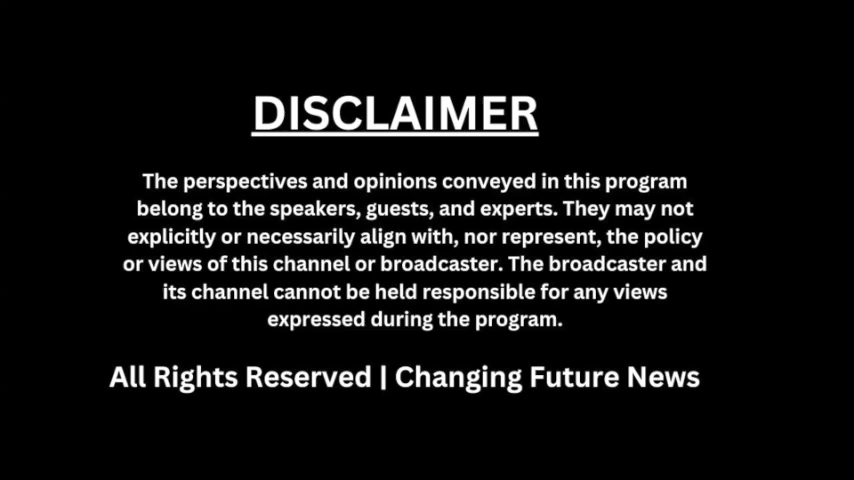 DISCLAIMER
The perspectives and opinions conveyed in this program
belong to the speakers, guests, and experts. They may not
explicitly or necessarily align with, nor represent, the policy
or views of this channel or broadcaster. The broadcaster and
its channel cannot be held responsible for any views
expressed during the program.
All Rights Reserved | Changing Future News